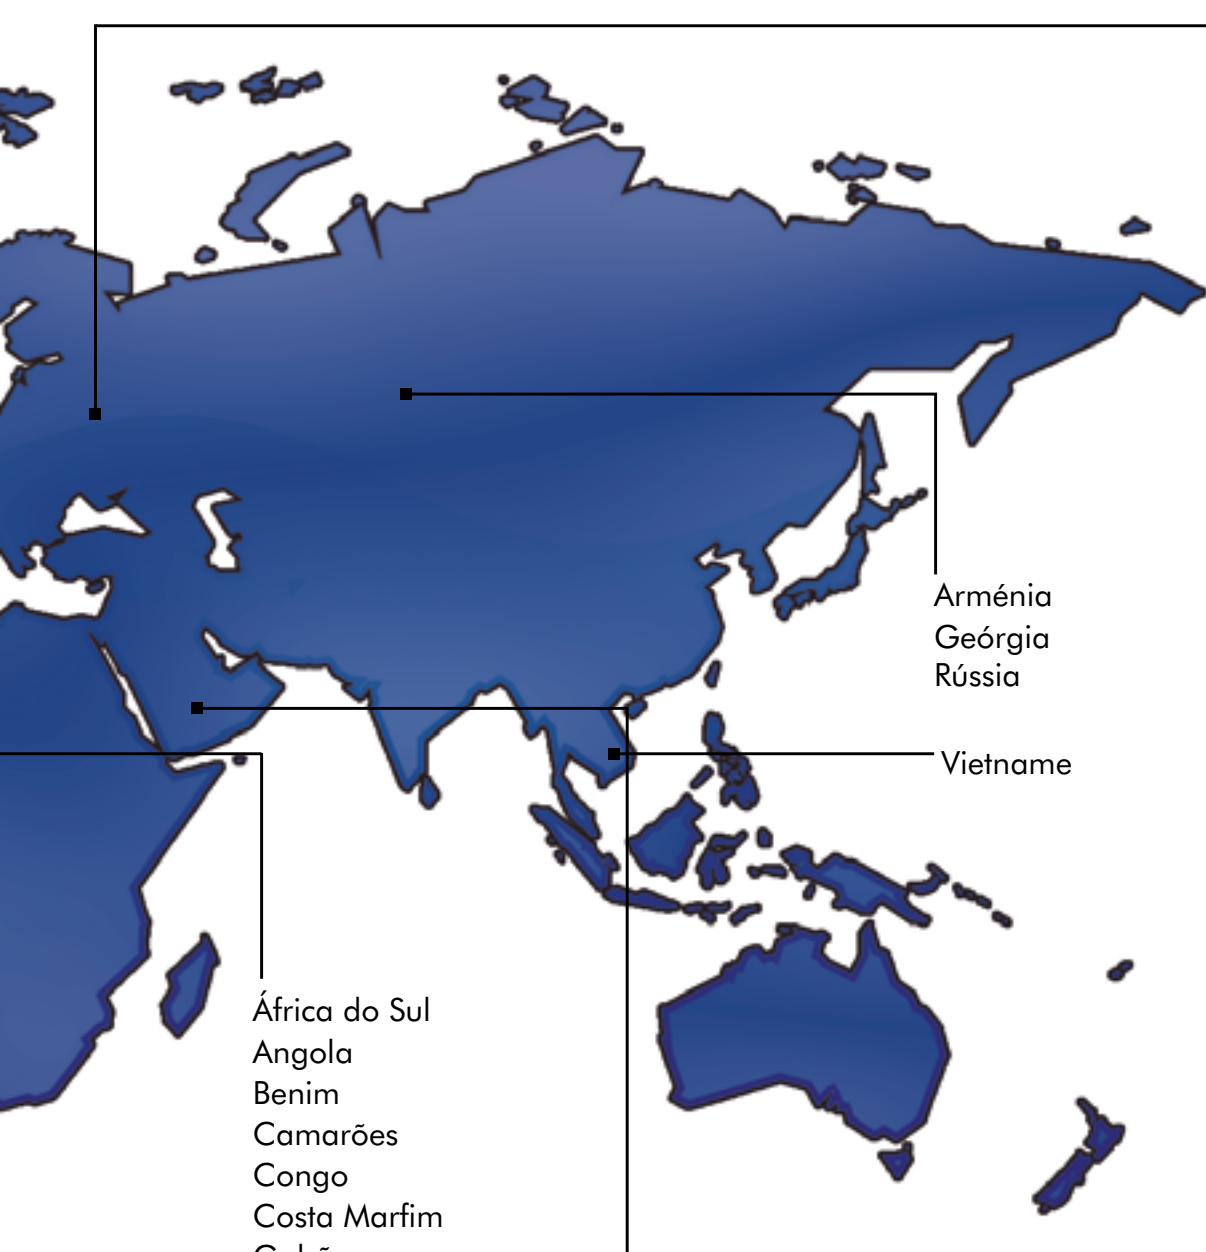 Arménia
Geórgia
Rússia
Vietname
África do Sul
Angola
Benim
Camarões
Congo
Costa Marfim